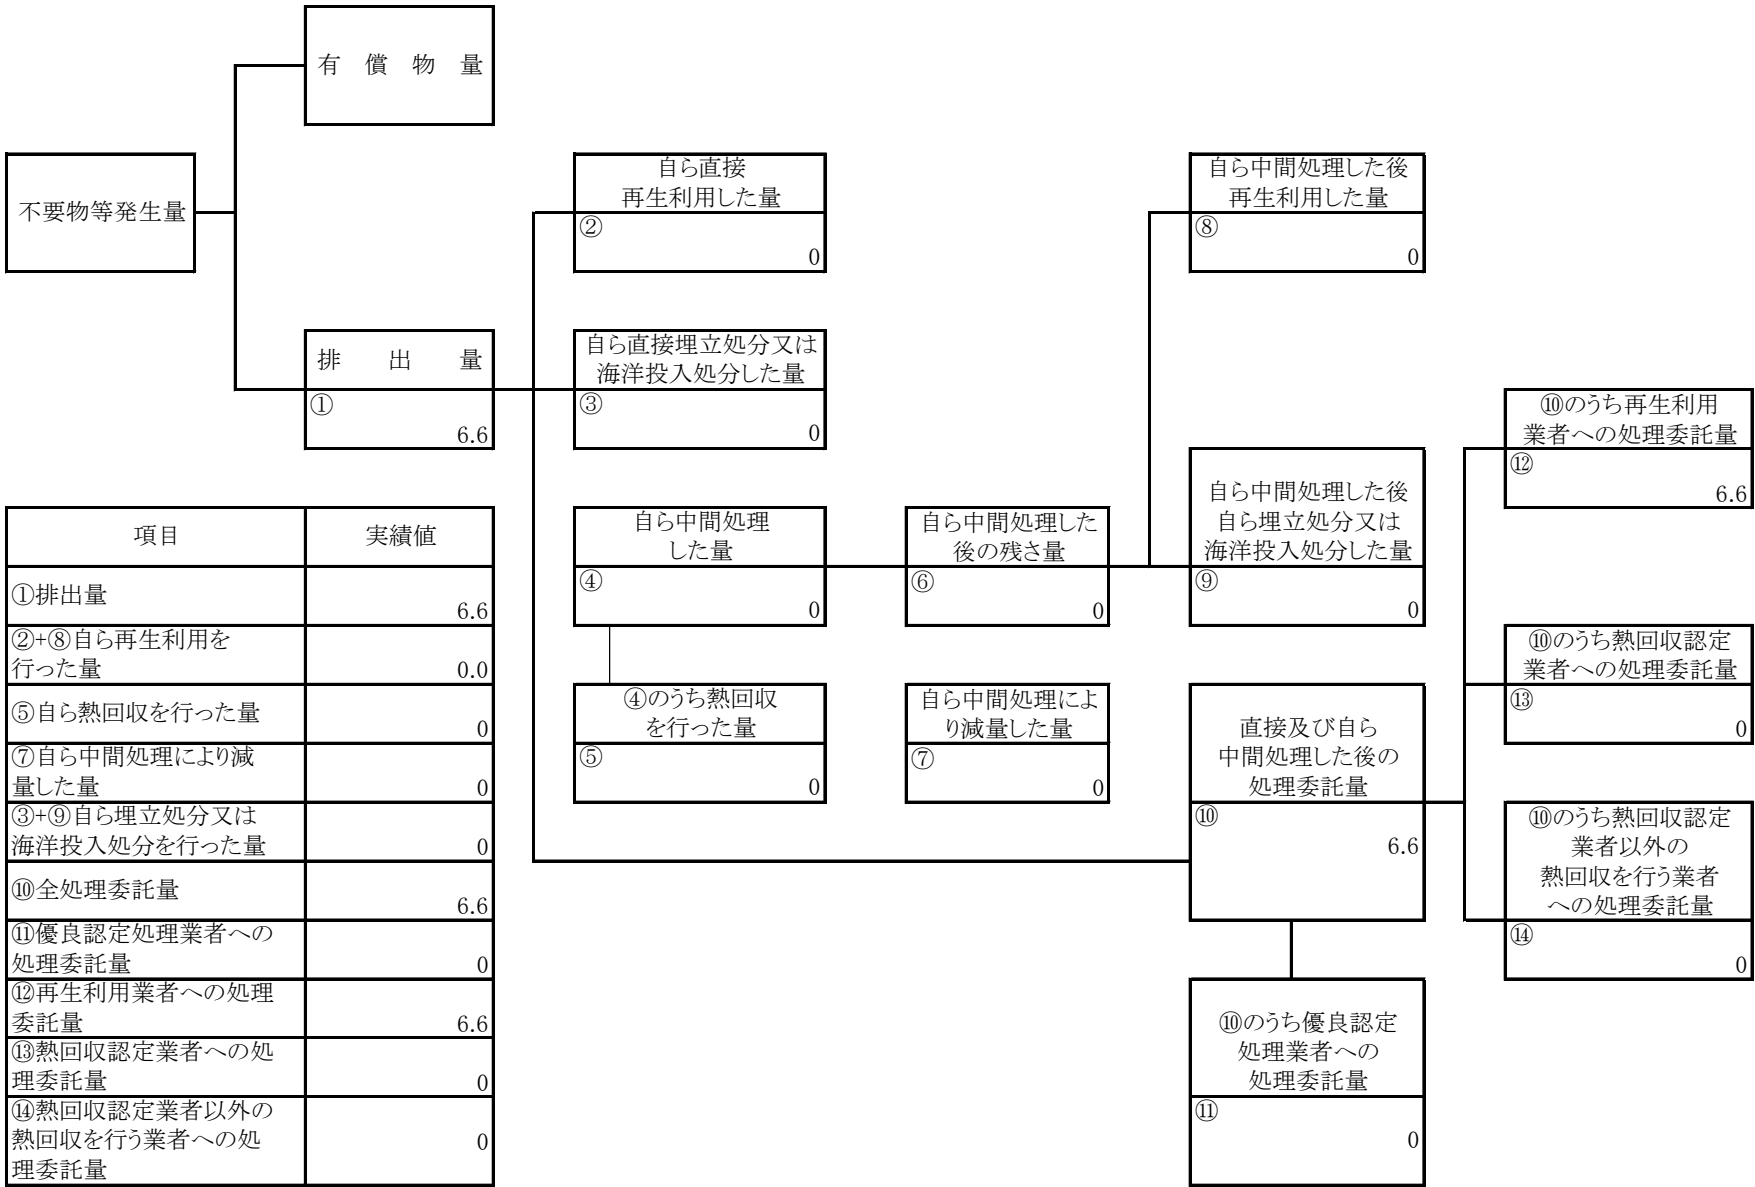 有　償　物　量
不要物等発生量
自ら直接
再生利用した量
②
0
自ら中間処理した後
再生利用した量
⑧
0
排　出　量
①
6.6
自ら直接埋立処分又は
海洋投入処分した量
③
0
⑩のうち再生利用
業者への処理委託量
⑫
6.6
自ら中間処理
した量
④
0
自ら中間処理した
後の残さ量
⑥
0
自ら中間処理した後
自ら埋立処分又は
海洋投入処分した量
⑨
0
⑩のうち熱回収認定
業者への処理委託量
⑬
0
④のうち熱回収
を行った量
⑤
0
自ら中間処理によ
り減量した量
⑦
0
直接及び自ら
中間処理した後の
処理委託量
⑩
6.6
⑩のうち熱回収認定
業者以外の
熱回収を行う業者
への処理委託量
⑭
0
⑩のうち優良認定
処理業者への
処理委託量
⑪
0
項目
実績値
①排出量
6.6
②+⑧自ら再生利用を
行った量
0.0
⑤自ら熱回収を行った量
0
⑦自ら中間処理により減
量した量
0
③+⑨自ら埋立処分又は
海洋投入処分を行った量
0
⑩全処理委託量
6.6
⑪優良認定処理業者への
処理委託量
0
⑫再生利用業者への処理
委託量
6.6
⑬熱回収認定業者への処
理委託量
0
⑭熱回収認定業者以外の
熱回収を行う業者への処
理委託量
0